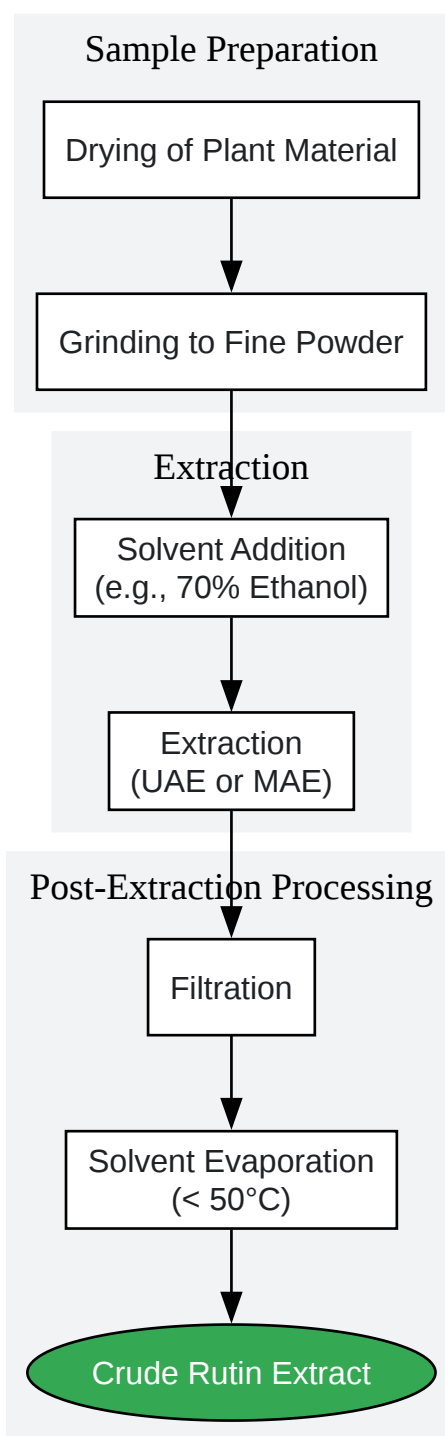 Sample Preparation
Drying of Plant Material
Grinding to Fine Powder
Extraction
Solvent Addition
(e.g., 70% Ethanol)
Extraction
(UAE or MAE)
Post-Extraction Processing
Filtration
Solvent Evaporation
(< 50°C)
Crude Rutin Extract